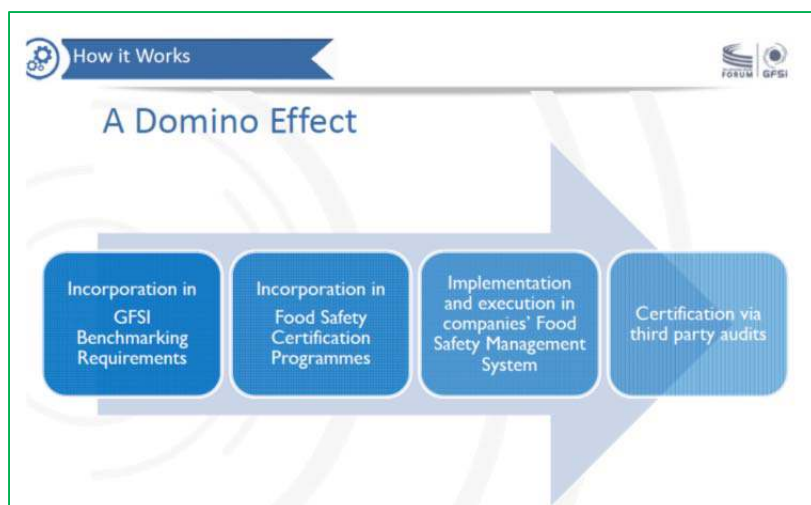 How it Works
FORUM GFSI
A Domino Effect
Incorporation in
GFSI
Benchmarking
Requirements
Incorporation in
Food Safety
Certification
Programmes
Implementation
and execution in
companies' Food
Safety Management
System
Certification via
third party audits